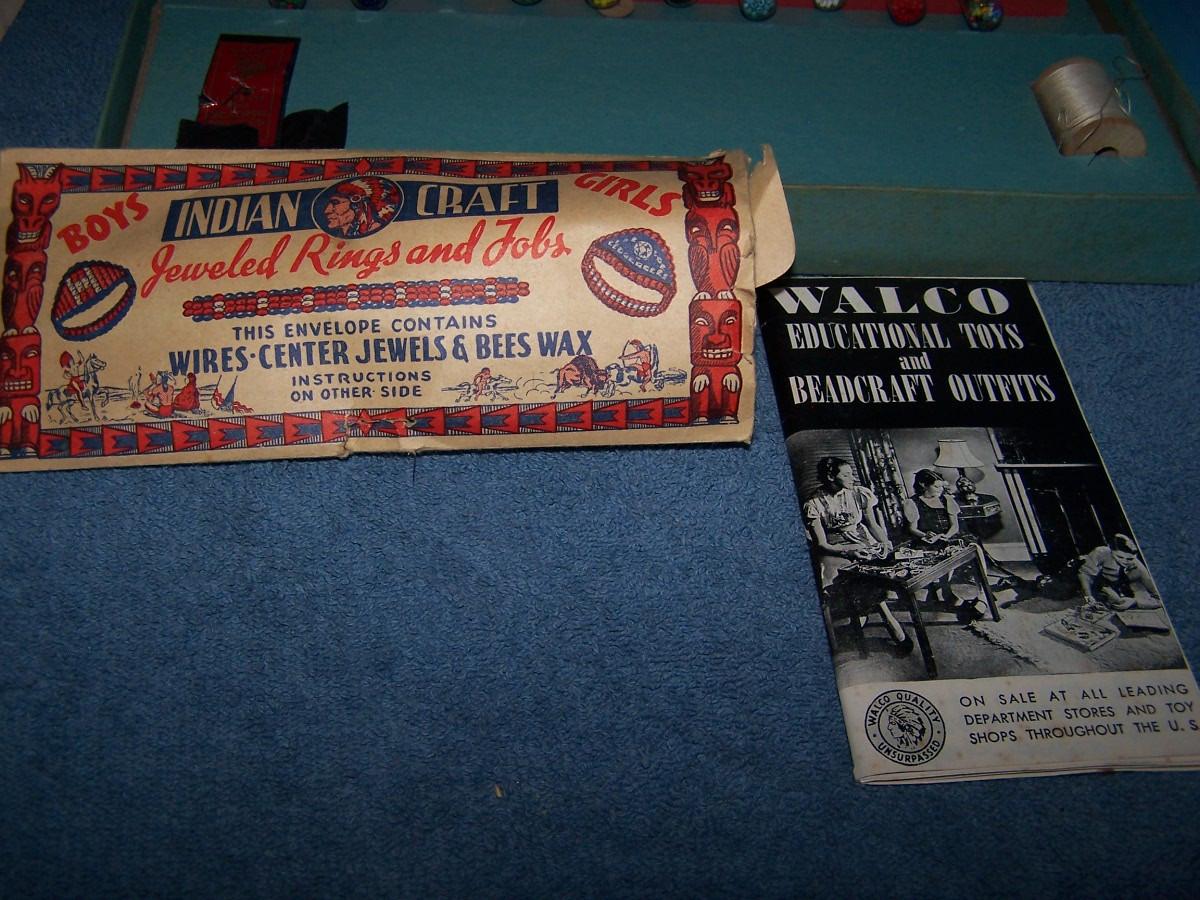 BOYS
INDIAN CRAFT
GIRLS
Jeweled Rings and Fobs
THIS ENVELOPE CONTAINS
WIRES·CENTER JEWELS & BEES WAX
INSTRUCTIONS
ON OTHER·SIDE
WALCO
EDUCATIONAL TOYS
and
BEADCRAFT OUTFITS
WALCO QUALITY
UNSURPASSED
ON SALE AT ALL LEADING
DEPARTMENT STORES AND TOY
SHOPS THROUGHOUT THE U. S.